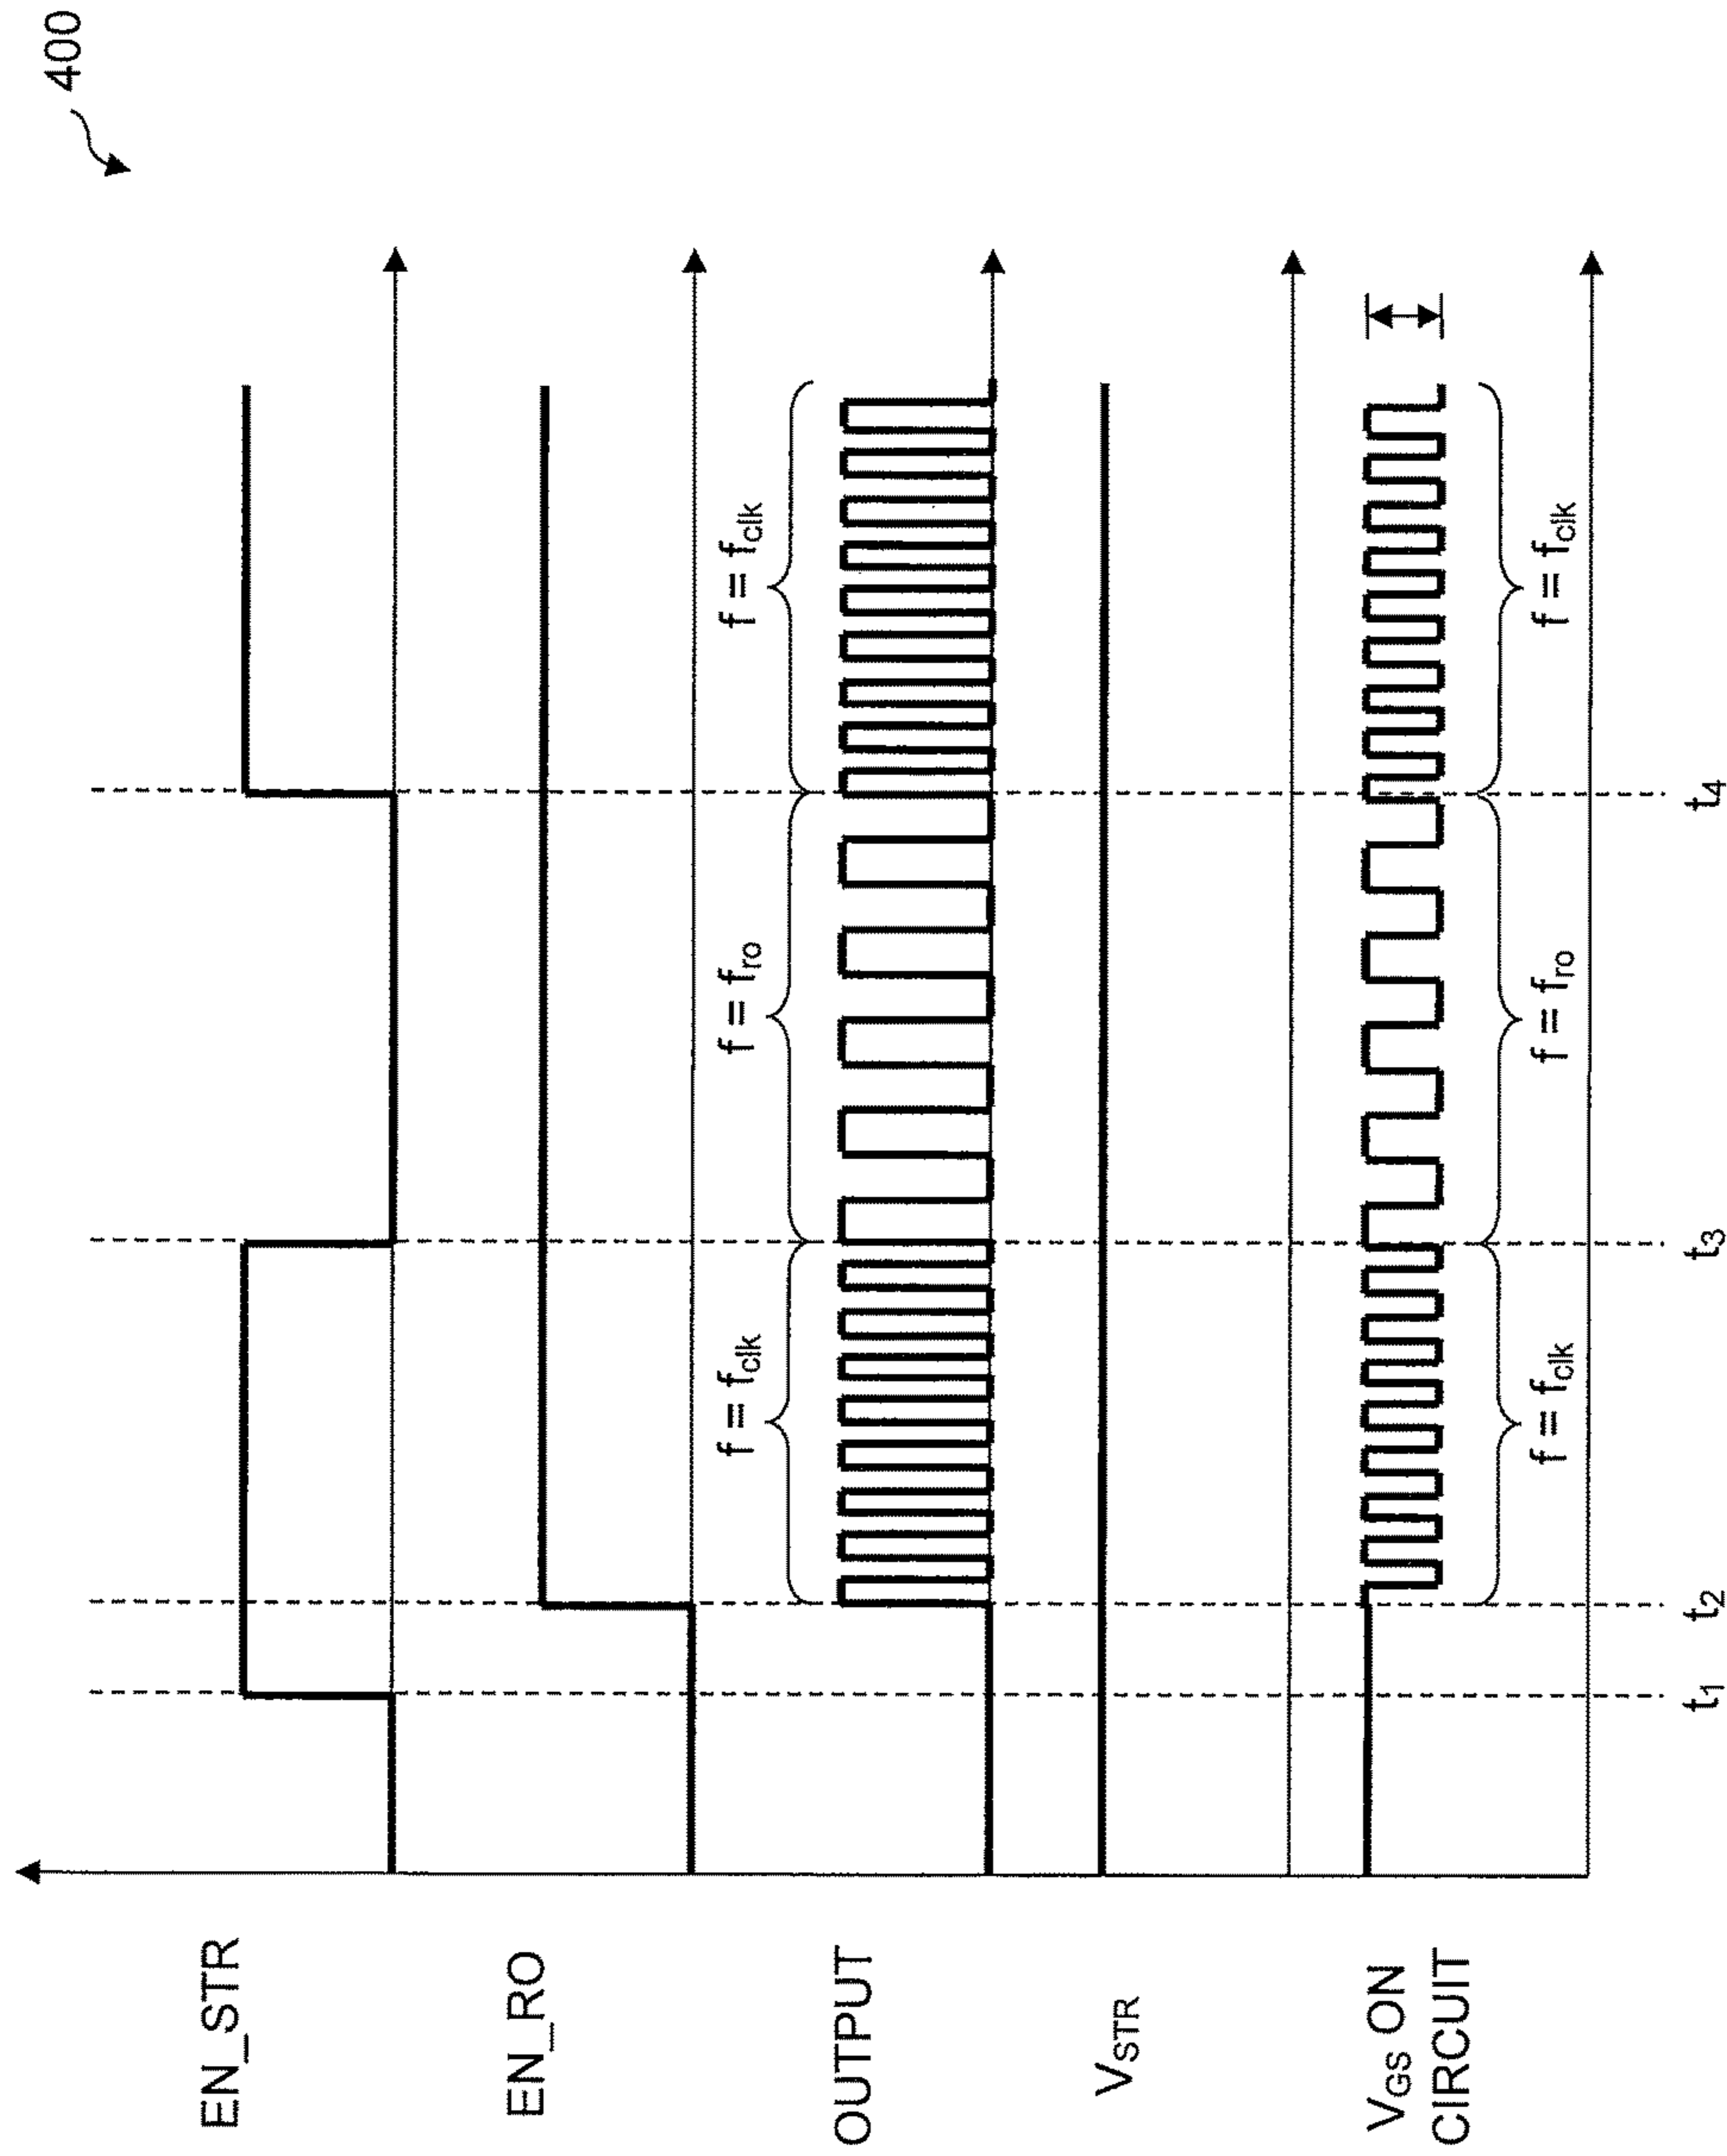 400
EN_STR
EN_RO
f = fclk
f = fro
f = fclk
OUTPUT
VSTR
VGS ON
CIRCUIT
f = fclk
f = fro
f = fclk
t1
t2
t3
t4